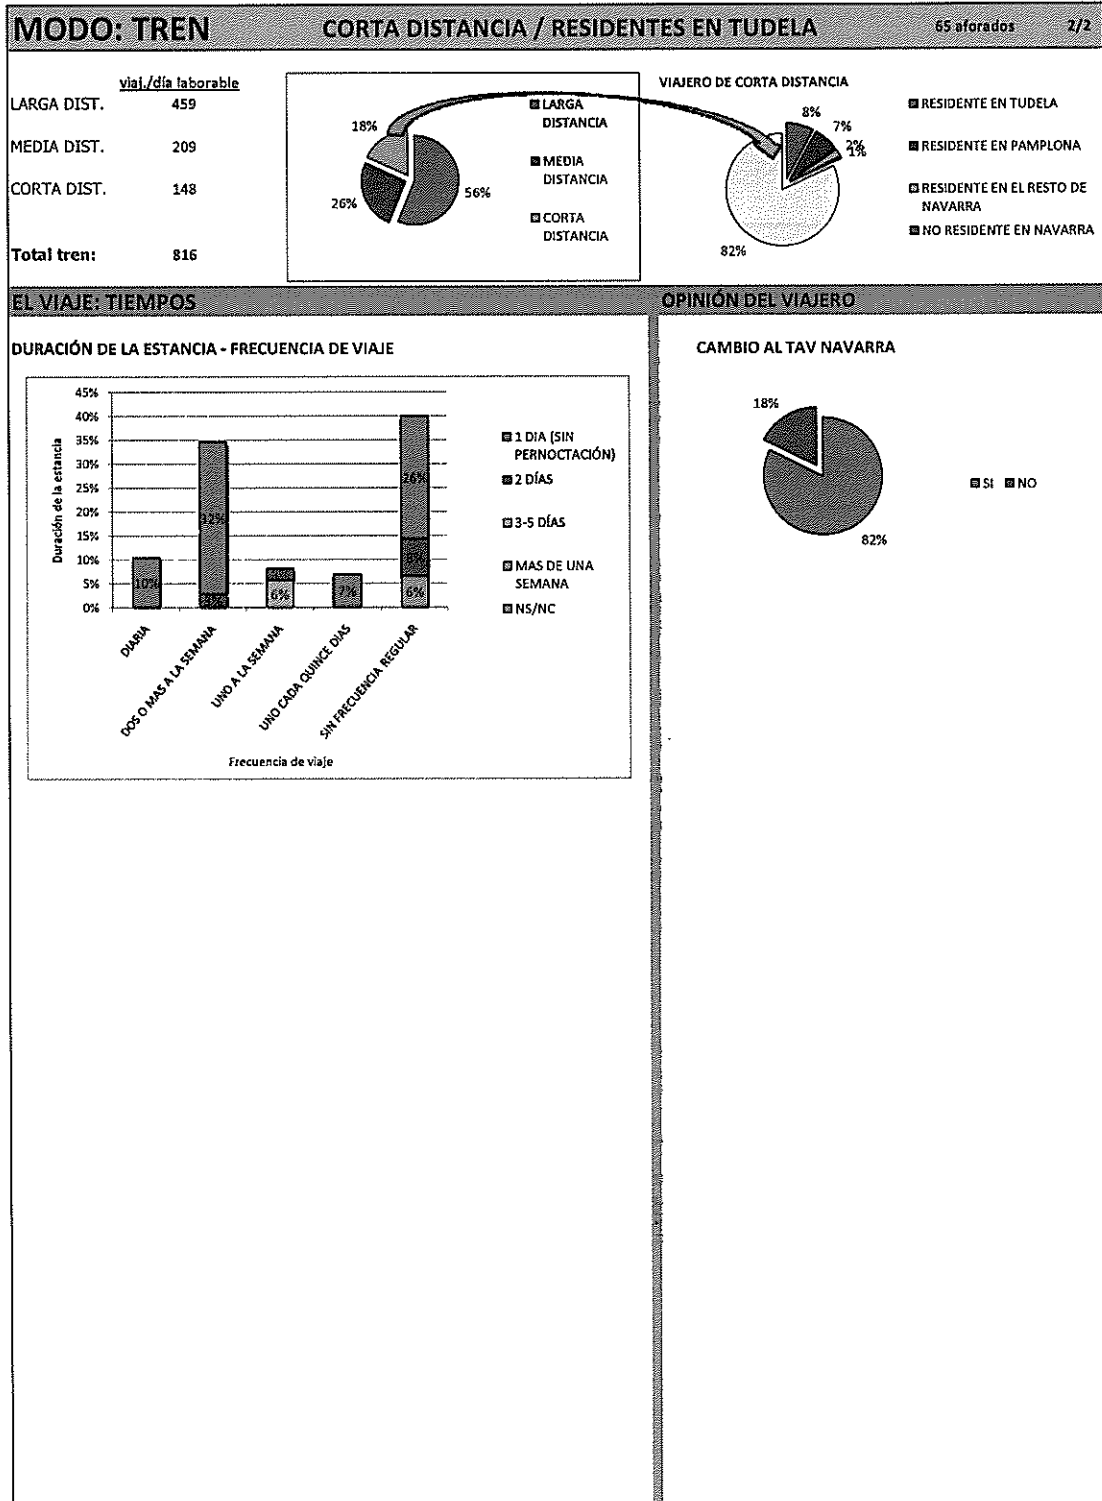 MODO: TREN CORTA DISTANCIA / RESIDENTES EN TUDELA 65 aforados 2/2
viaj./día laborable
LARGA DIST. 459
MEDIA DIST. 209
CORTA DIST. 148
Total tren: 816
18%
26%
56%
LARGA
DISTANCIA
MEDIA
DISTANCIA
CORTA
DISTANCIA
VIAJERO DE CORTA DISTANCIA
8%
7%
2%
1%
82%
RESIDENTE EN TUDELA
RESIDENTE EN PAMPLONA
RESIDENTE EN EL RESTO DE
NAVARRA
NO RESIDENTE EN NAVARRA
EL VIAJE: TIEMPOS
OPINIÓN DEL VIAJERO
DURACIÓN DE LA ESTANCIA - FRECUENCIA DE VIAJE
Duración de la estancia
45%
40%
35%
30%
25%
20%
15%
10%
5%
0%
10%
32%
6%
7%
26%
8%
6%
DIARIA
DOS O MAS A LA SEMANA
UNO A LA SEMANA
UNO CADA QUINCE DIAS
SIN FRECUENCIA REGULAR
Frecuencia de viaje
1 DIA (SIN
PERNOCTACIÓN)
2 DÍAS
3-5 DÍAS
MAS DE UNA
SEMANA
NS/NC
CAMBIO AL TAV NAVARRA
18%
82%
SI NO